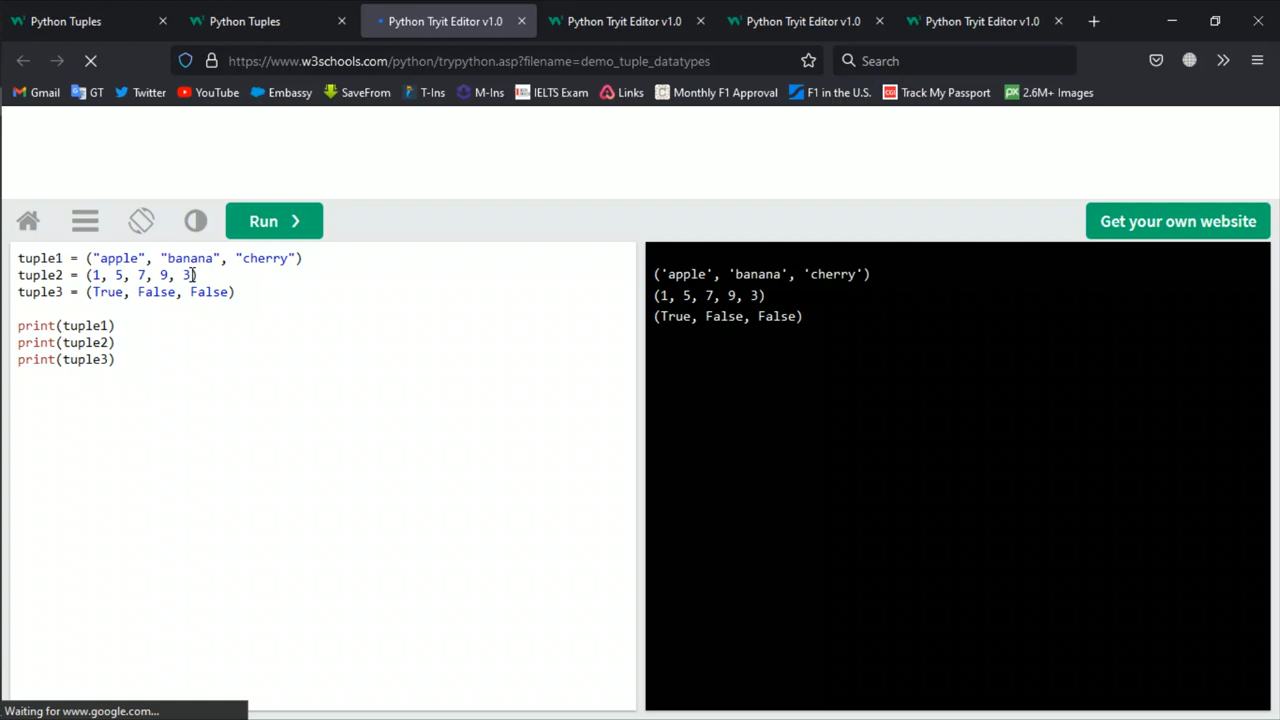 Python Tuples
Python Tuples
Python Tryit Editor v1.0
Python Tryit Editor v1.0
Python Tryit Editor v1.0
Python Tryit Editor v1.0
https://www.w3schools.com/python/trypython.asp?filename=demo_tuple_datatypes
Search
Gmail
GT
Twitter
YouTube
Embassy
SaveFrom
T-Ins
M-Ins
IELTS Exam
Links
Monthly F1 Approval
F1 in the U.S.
CGI
Track My Passport
px
2.6M+ Images
Run
Get your own website
tuple1 = ("apple", "banana", "cherry")
tuple2 = (1, 5, 7, 9, 3)
tuple3 = (True, False, False)
print(tuple1)
print(tuple2)
print(tuple3)
('apple', 'banana', 'cherry')
(1, 5, 7, 9, 3)
(True, False, False)
Waiting for www.google.com...